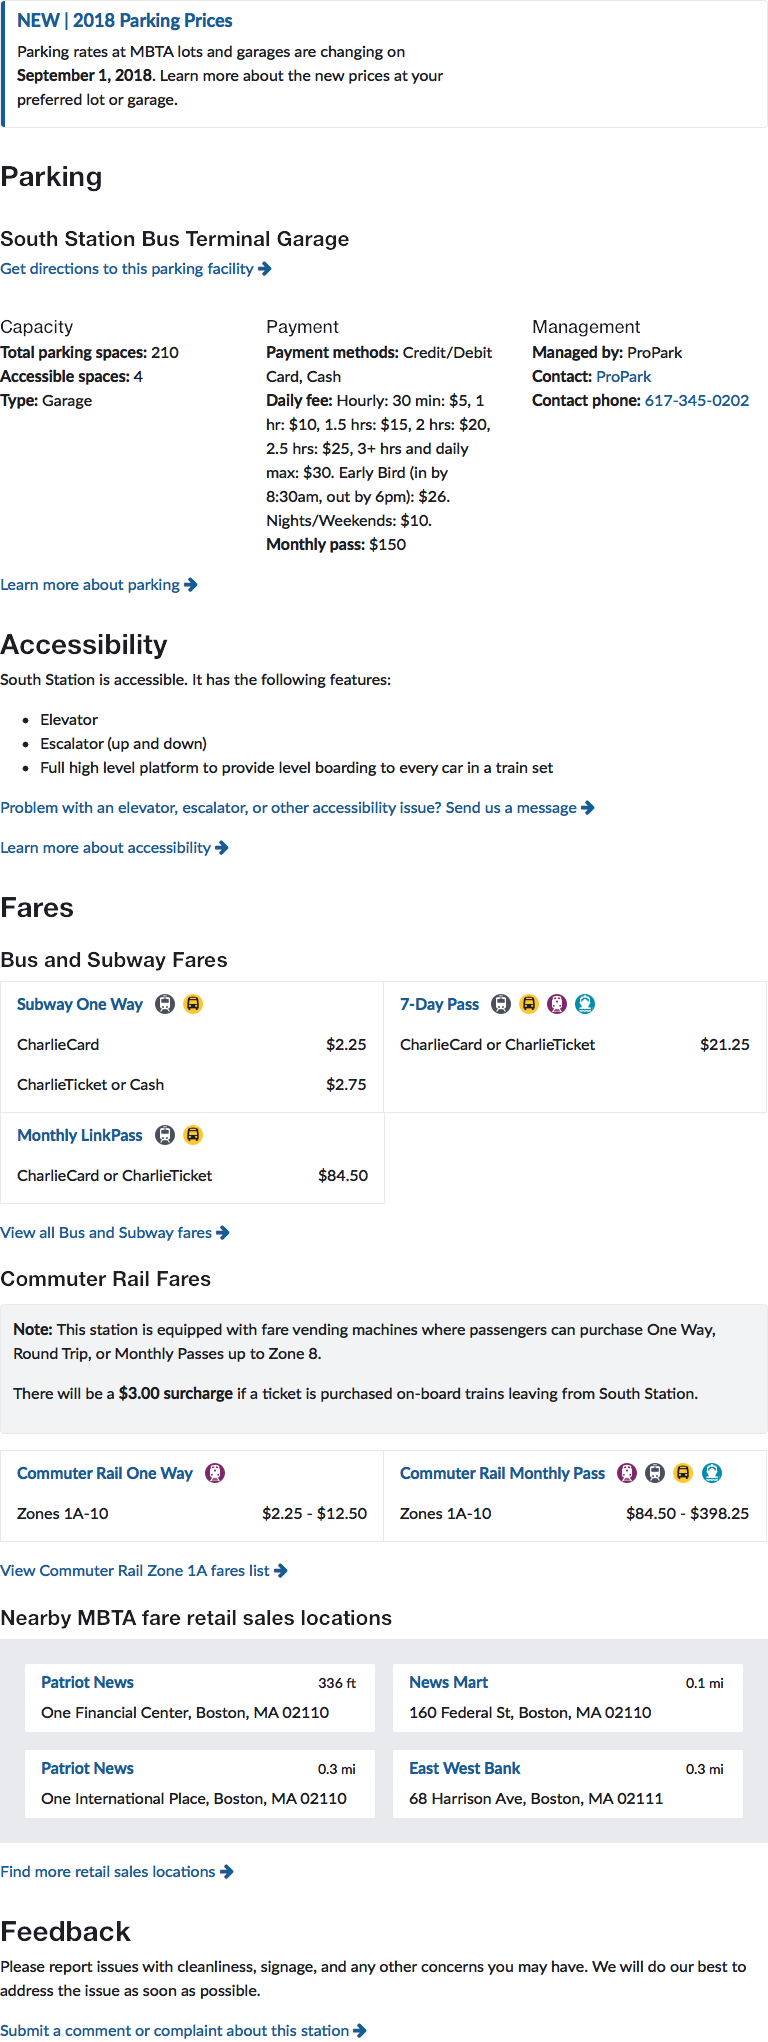 NEW | 2018 Parking Prices
Parking rates at MBTA lots and garages are changing on
September 1, 2018. Learn more about the new prices at your
preferred lot or garage.
Parking
South Station Bus Terminal Garage
Get directions to this parking facility
Capacity
Total parking spaces: 210
Accessible spaces: 4
Type: Garage
Payment
Payment methods: Credit/Debit
Card, Cash
Daily fee: Hourly: 30 min: $5, 1
hr: $10, 1.5 hrs: $15, 2 hrs: $20,
2.5 hrs: $25, 3+ hrs and daily
max: $30. Early Bird (in by
8:30am, out by 6pm): $26.
Nights/Weekends: $10.
Monthly pass: $150
Management
Managed by: ProPark
Contact: ProPark
Contact phone: 617-345-0202
Learn more about parking
Accessibility
South Station is accessible. It has the following features:
• Elevator
• Escalator (up and down)
• Full high level platform to provide level boarding to every car in a train set
Problem with an elevator, escalator, or other accessibility issue? Send us a message
Learn more about accessibility
Fares
Bus and Subway Fares
Subway One Way
CharlieCard $2.25
CharlieTicket or Cash $2.75
7-Day Pass
CharlieCard or CharlieTicket $21.25
Monthly LinkPass
CharlieCard or CharlieTicket $84.50
View all Bus and Subway fares
Commuter Rail Fares
Note: This station is equipped with fare vending machines where passengers can purchase One Way,
Round Trip, or Monthly Passes up to Zone 8.
There will be a $3.00 surcharge if a ticket is purchased on-board trains leaving from South Station.
Commuter Rail One Way
Zones 1A-10 $2.25 - $12.50
Commuter Rail Monthly Pass
Zones 1A-10 $84.50 - $398.25
View Commuter Rail Zone 1A fares list
Nearby MBTA fare retail sales locations
Patriot News 336 ft
One Financial Center, Boston, MA 02110
News Mart 0.1 mi
160 Federal St, Boston, MA 02110
Patriot News 0.3 mi
One International Place, Boston, MA 02110
East West Bank 0.3 mi
68 Harrison Ave, Boston, MA 02111
Find more retail sales locations
Feedback
Please report issues with cleanliness, signage, and any other concerns you may have. We will do our best to
address the issue as soon as possible.
Submit a comment or complaint about this station